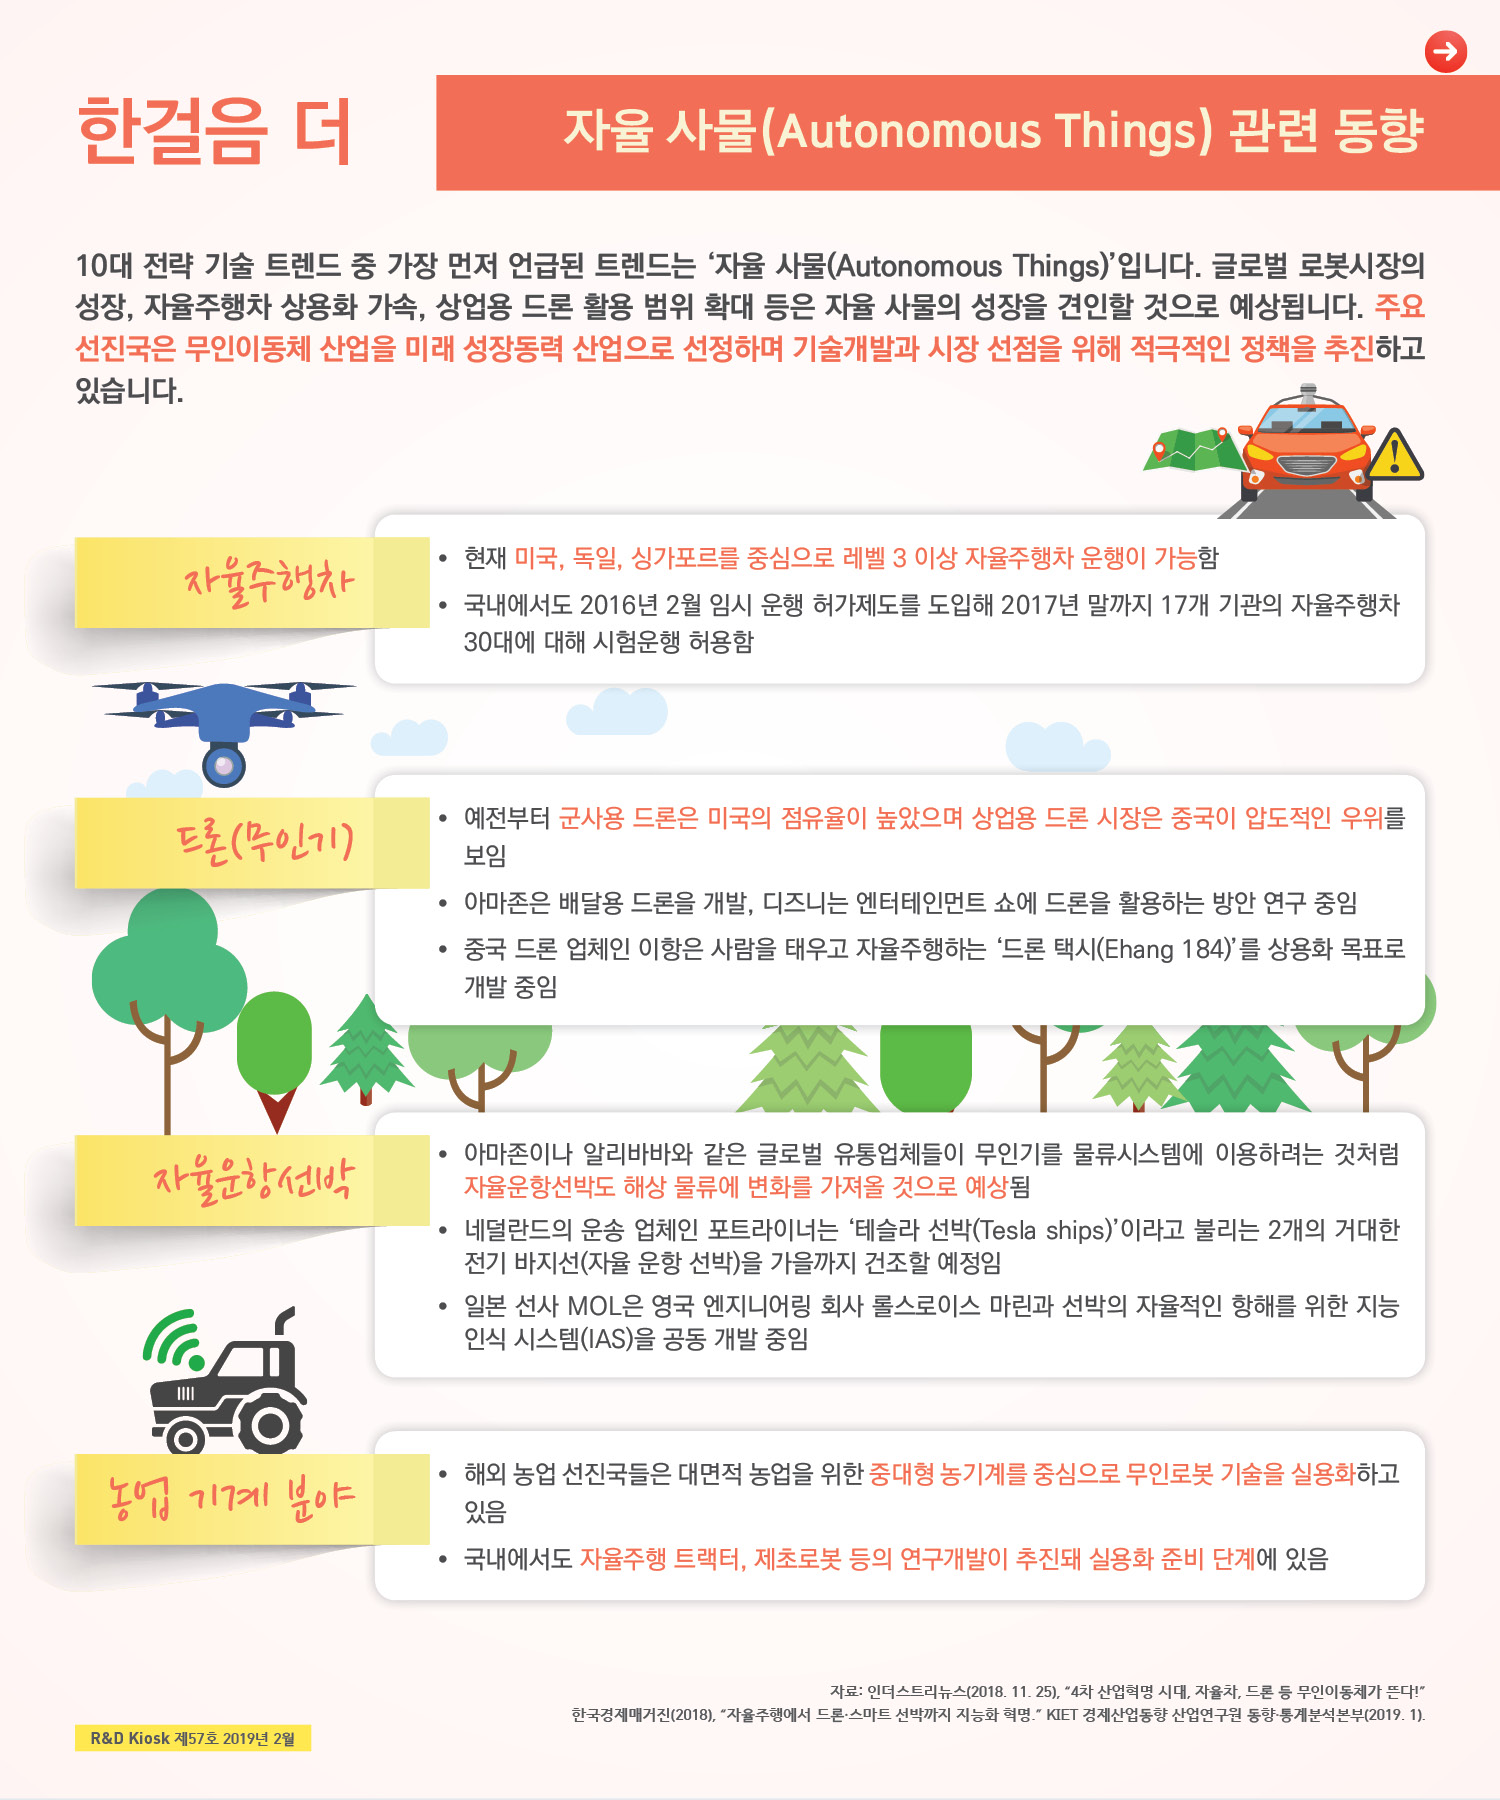 한걸음 더
자율 사물(Autonomous Things) 관련 동향
10대 전략 기술 트렌드 중 가장 먼저 언급된 트렌드는 ‘자율 사물(Autonomous Things)’입니다. 글로벌 로봇시장의
성장, 자율주행차 상용화 가속, 상업용 드론 활용 범위 확대 등은 자율 사물의 성장을 견인할 것으로 예상됩니다. 주요
선진국은 무인이동체 산업을 미래 성장동력 산업으로 선정하며 기술개발과 시장 선점을 위해 적극적인 정책을 추진하고
있습니다.
자율주행차
• 현재 미국, 독일, 싱가포르를 중심으로 레벨 3 이상 자율주행차 운행이 가능함
• 국내에서도 2016년 2월 임시 운행 허가제도를 도입해 2017년 말까지 17개 기관의 자율주행차
30대에 대해 시험운행 허용함
드론(무인기)
• 예전부터 군사용 드론은 미국의 점유율이 높았으며 상업용 드론 시장은 중국이 압도적인 우위를
보임
• 아마존은 배달용 드론을 개발, 디즈니는 엔터테인먼트 쇼에 드론을 활용하는 방안 연구 중임
• 중국 드론 업체인 이항은 사람을 태우고 자율주행하는 ‘드론 택시(Ehang 184)’를 상용화 목표로
개발 중임
자율운항선박
• 아마존이나 알리바바와 같은 글로벌 유통업체들이 무인기를 물류시스템에 이용하려는 것처럼
자율운항선박도 해상 물류에 변화를 가져올 것으로 예상됨
• 네덜란드의 운송 업체인 포트라이너는 ‘테슬라 선박(Tesla ships)’이라고 불리는 2개의 거대한
전기 바지선(자율 운항 선박)을 가을까지 건조할 예정임
• 일본 선사 MOL은 영국 엔지니어링 회사 롤스로이스 마린과 선박의 자율적인 항해를 위한 지능
인식 시스템(IAS)을 공동 개발 중임
농업 기계 분야
• 해외 농업 선진국들은 대면적 농업을 위한 중대형 농기계를 중심으로 무인로봇 기술을 실용화하고
있음
• 국내에서도 자율주행 트랙터, 제초로봇 등의 연구개발이 추진돼 실용화 준비 단계에 있음
자료: 인더스트리뉴스(2018. 11. 25), “4차 산업혁명 시대, 자율차, 드론 등 무인이동체가 뜬다!”
한국경제매거진(2018), “자율주행에서 드론·스마트 선박까지 지능화 혁명.” KIET 경제산업동향 산업연구원 동향·통계분석본부(2019. 1).
R&D Kiosk 제57호 2019년 2월